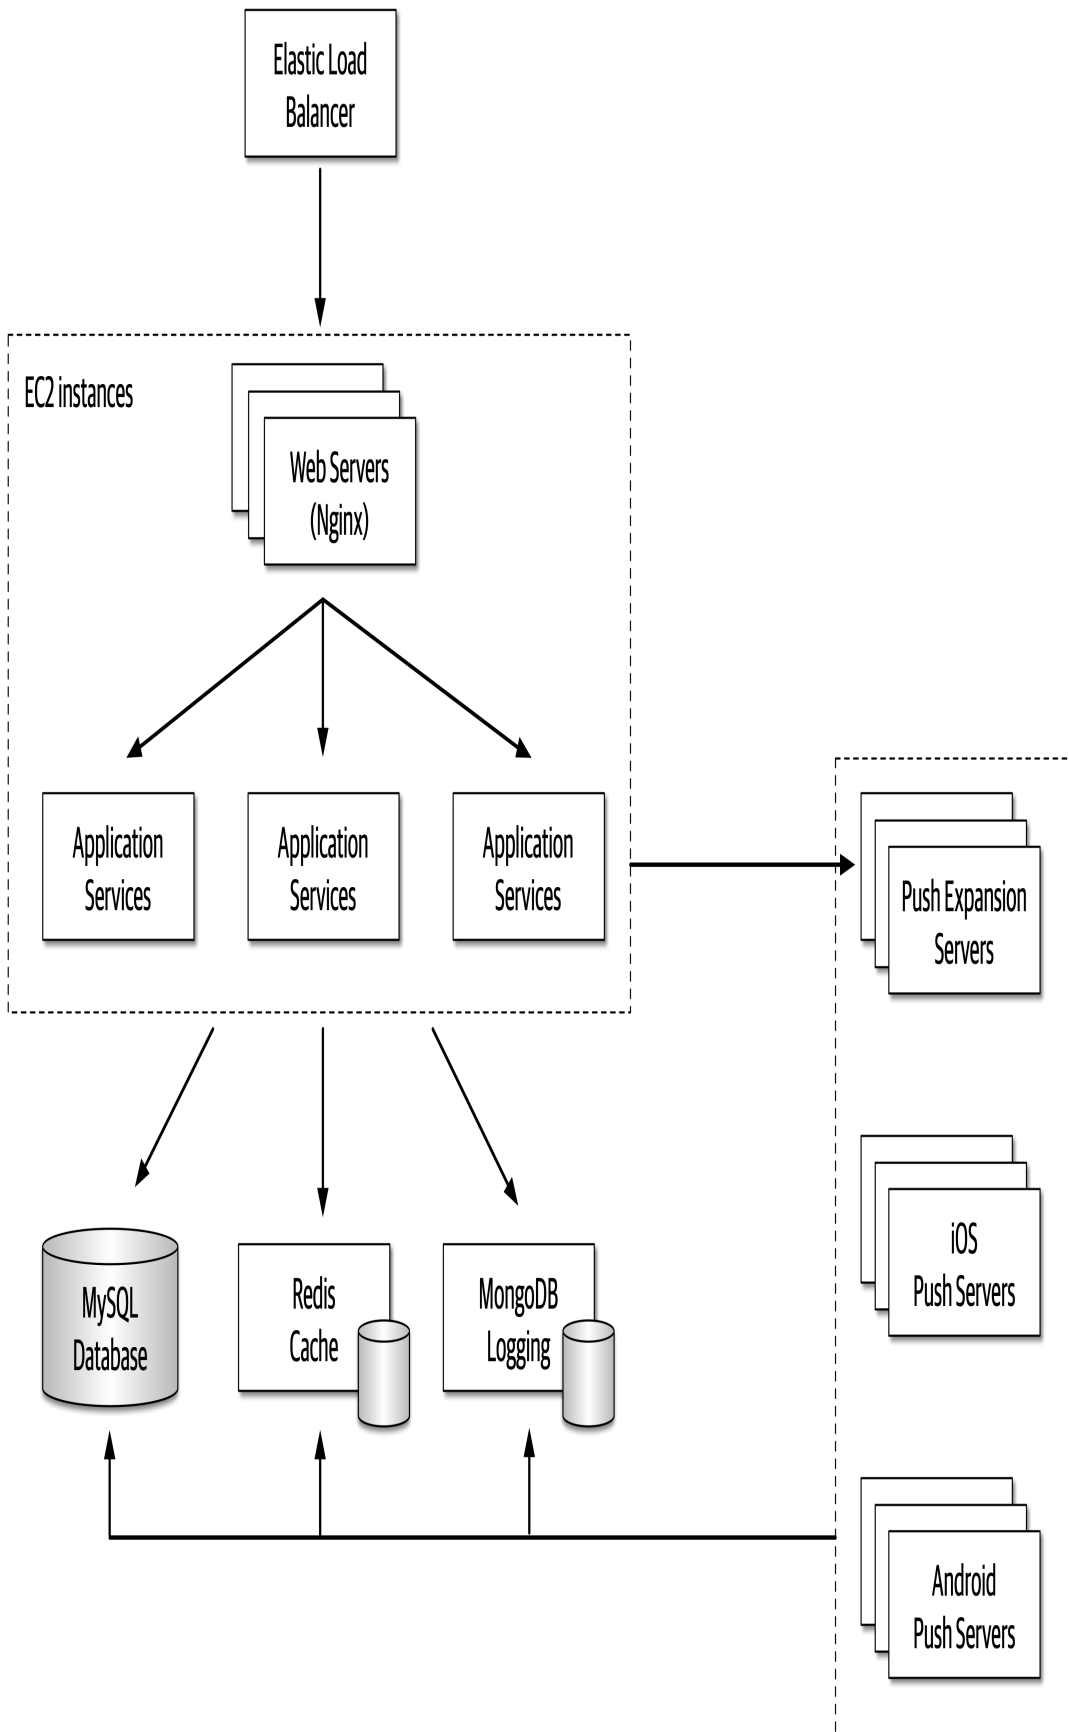 Elastic Load
Balancer
EC2 instances
Web Servers
(Nginx)
Application
Services
Application
Services
Application
Services
Push Expansion
Servers
iOS
Push Servers
MySQL
Database
Redis
Cache
MongoDB
Logging
Android
Push Servers